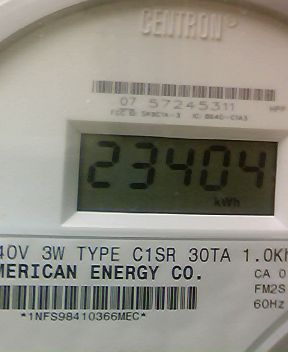 CENTRON®
07 57245311
23404
kWh
40V 3W TYPE C1SR 30TA 1.0Kh
MERICAN ENERGY CO.
CA 0
FM2S
60Hz
*1NFS98410366MEC*